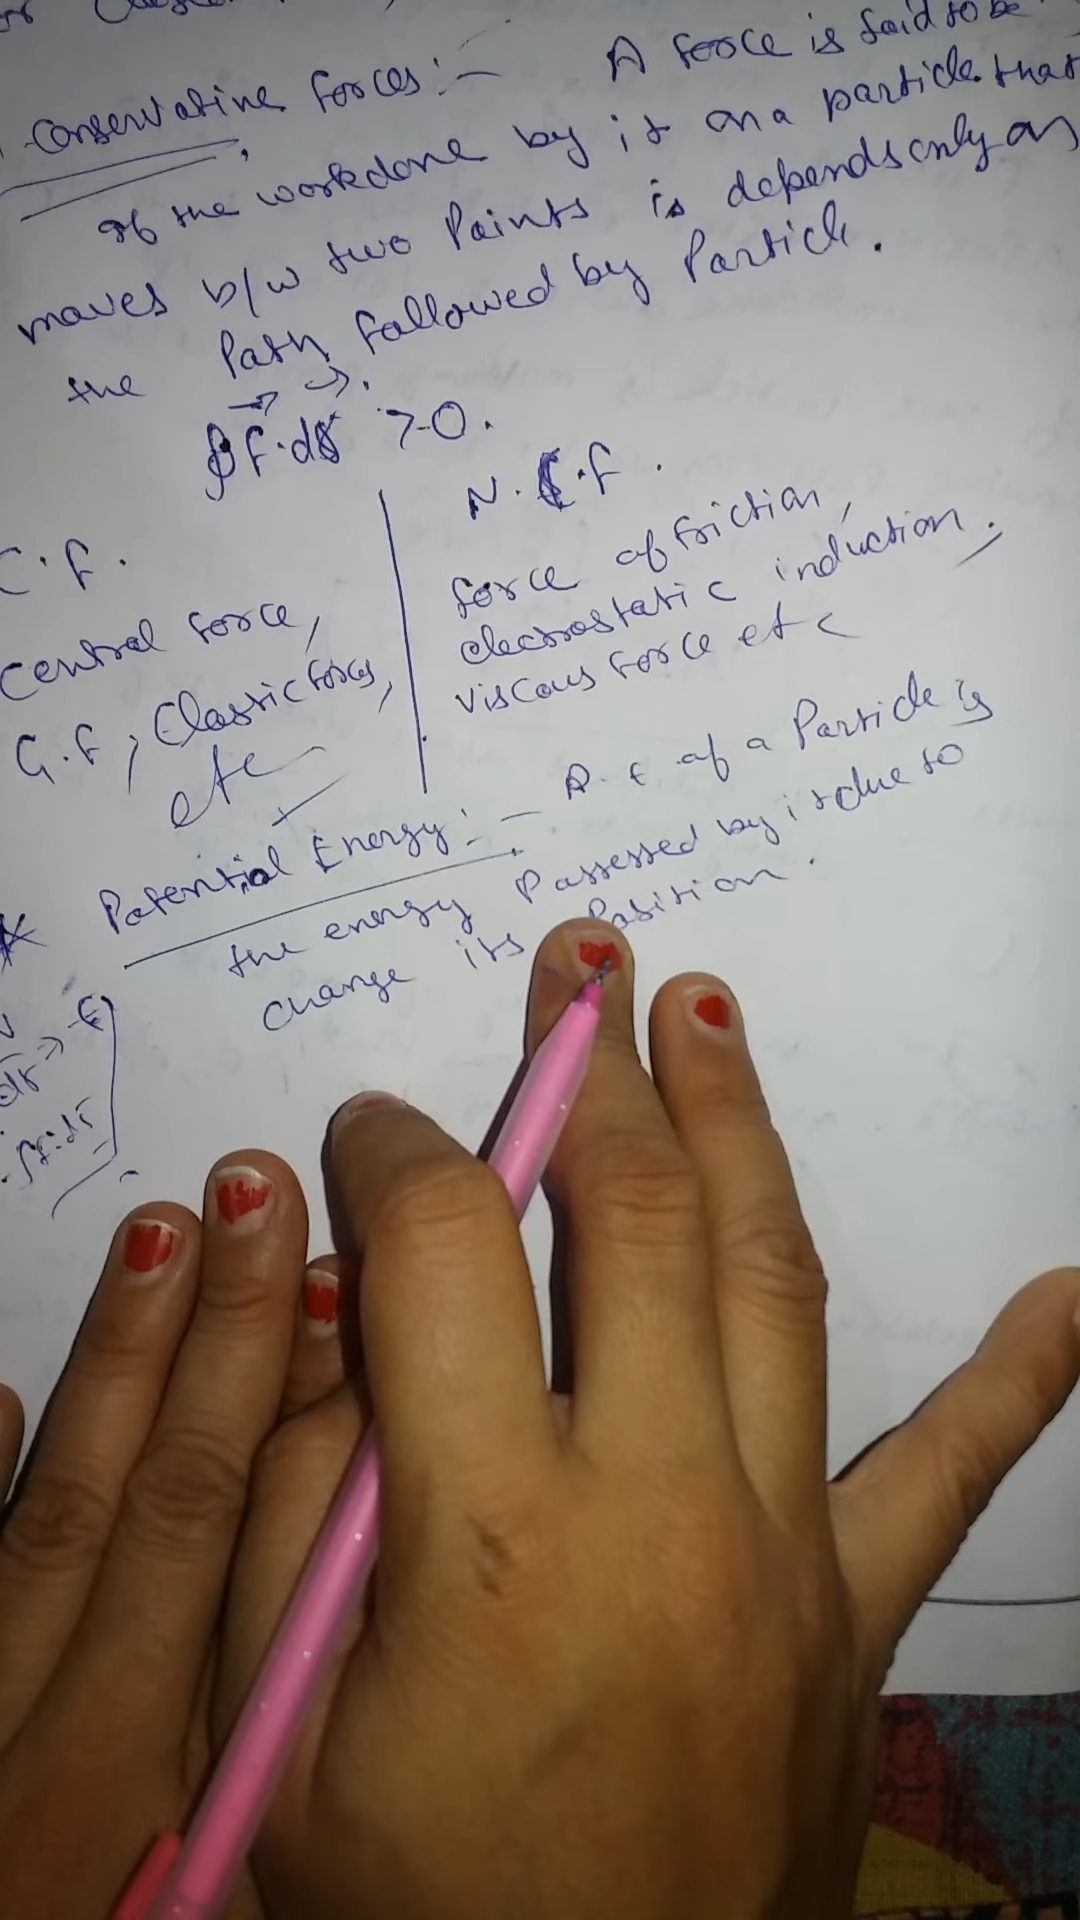 Conservative forces :- A force is said to be
if the workdone by it on a particle that
moves b/w two Points is depends only on
the Path followed by Particle.
∮F⃗·ds⃗ >0.
C.F.
Central force,
G.F, Classic forces,
etc
N.C.F.
force of friction,
electrostatic induction.
viscous force etc
Potential Energy :- P.E of a Particle is
the energy Possessed by it due to
change its Position.